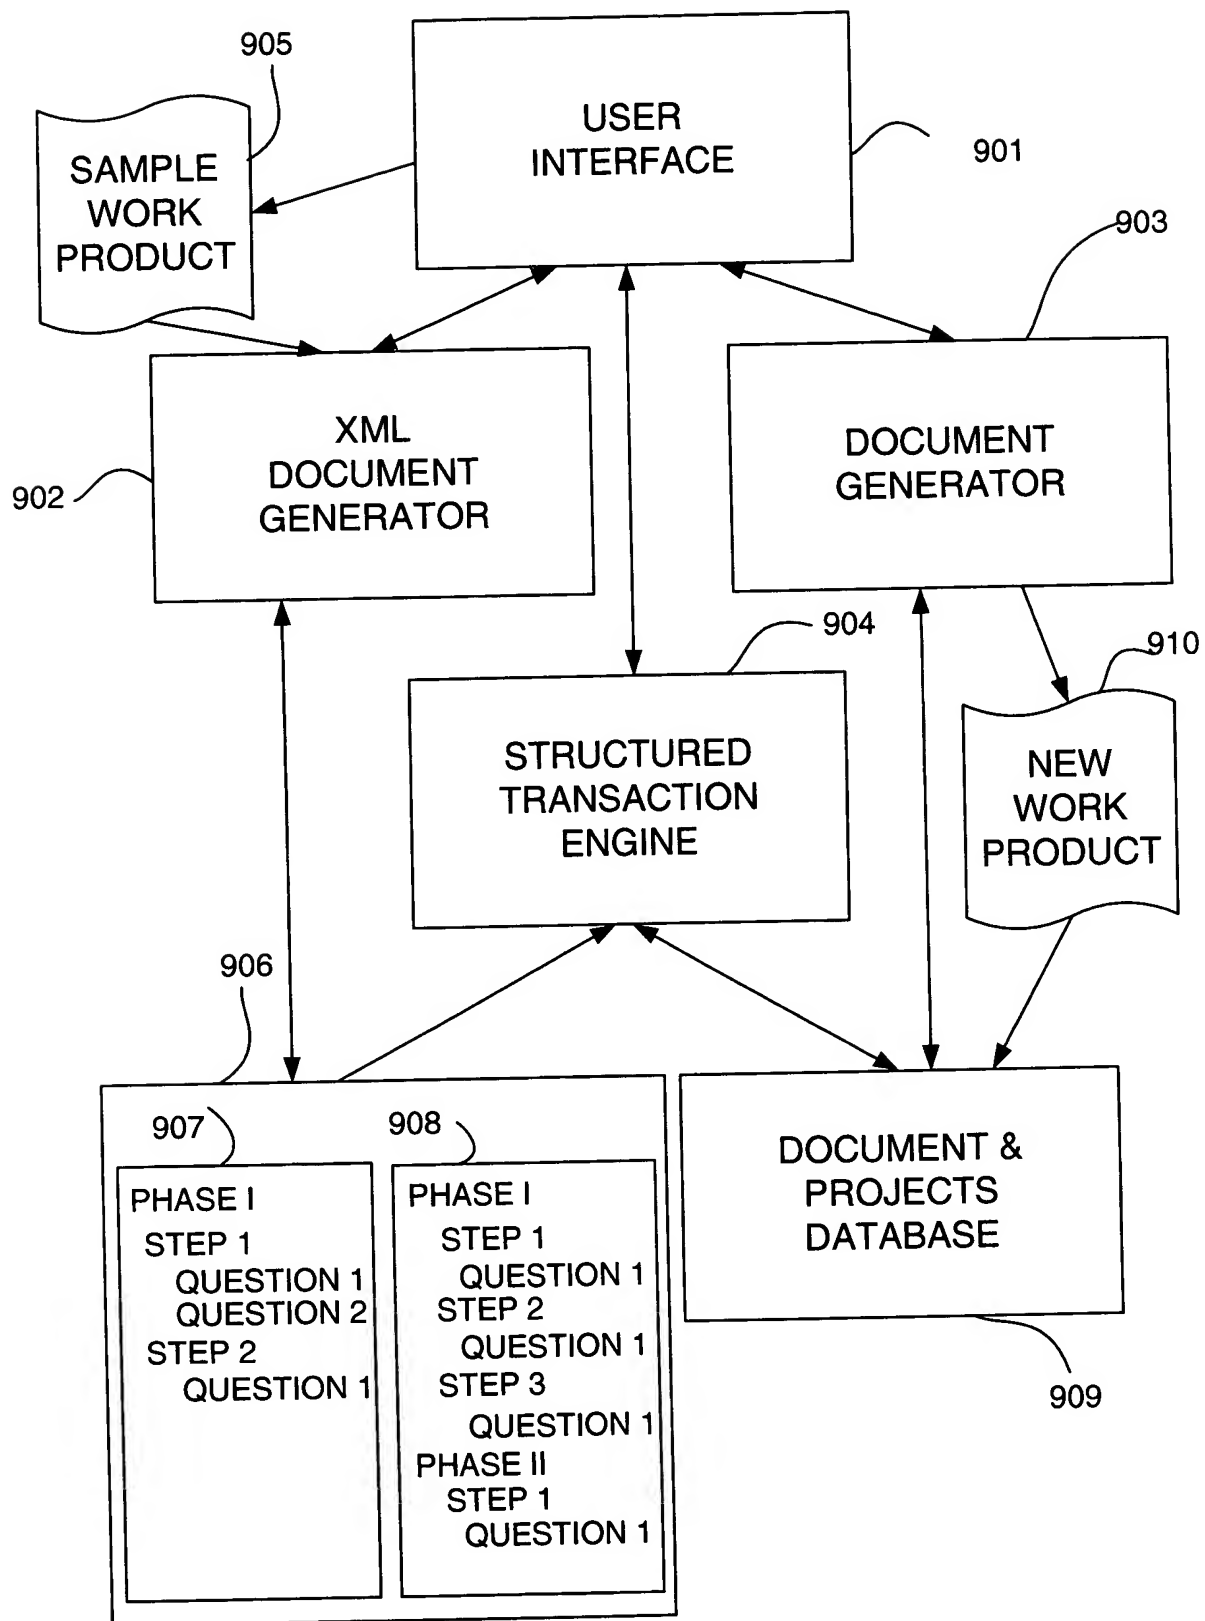 905
USER
INTERFACE
901
SAMPLE
WORK
PRODUCT
903
XML
DOCUMENT
GENERATOR
902
DOCUMENT
GENERATOR
904
910
STRUCTURED
TRANSACTION
ENGINE
NEW
WORK
PRODUCT
906
907
PHASE I
STEP 1
QUESTION 1
QUESTION 2
STEP 2
QUESTION 1
908
PHASE I
STEP 1
QUESTION 1
STEP 2
QUESTION 1
STEP 3
QUESTION 1
PHASE II
STEP 1
QUESTION 1
DOCUMENT &
PROJECTS
DATABASE
909